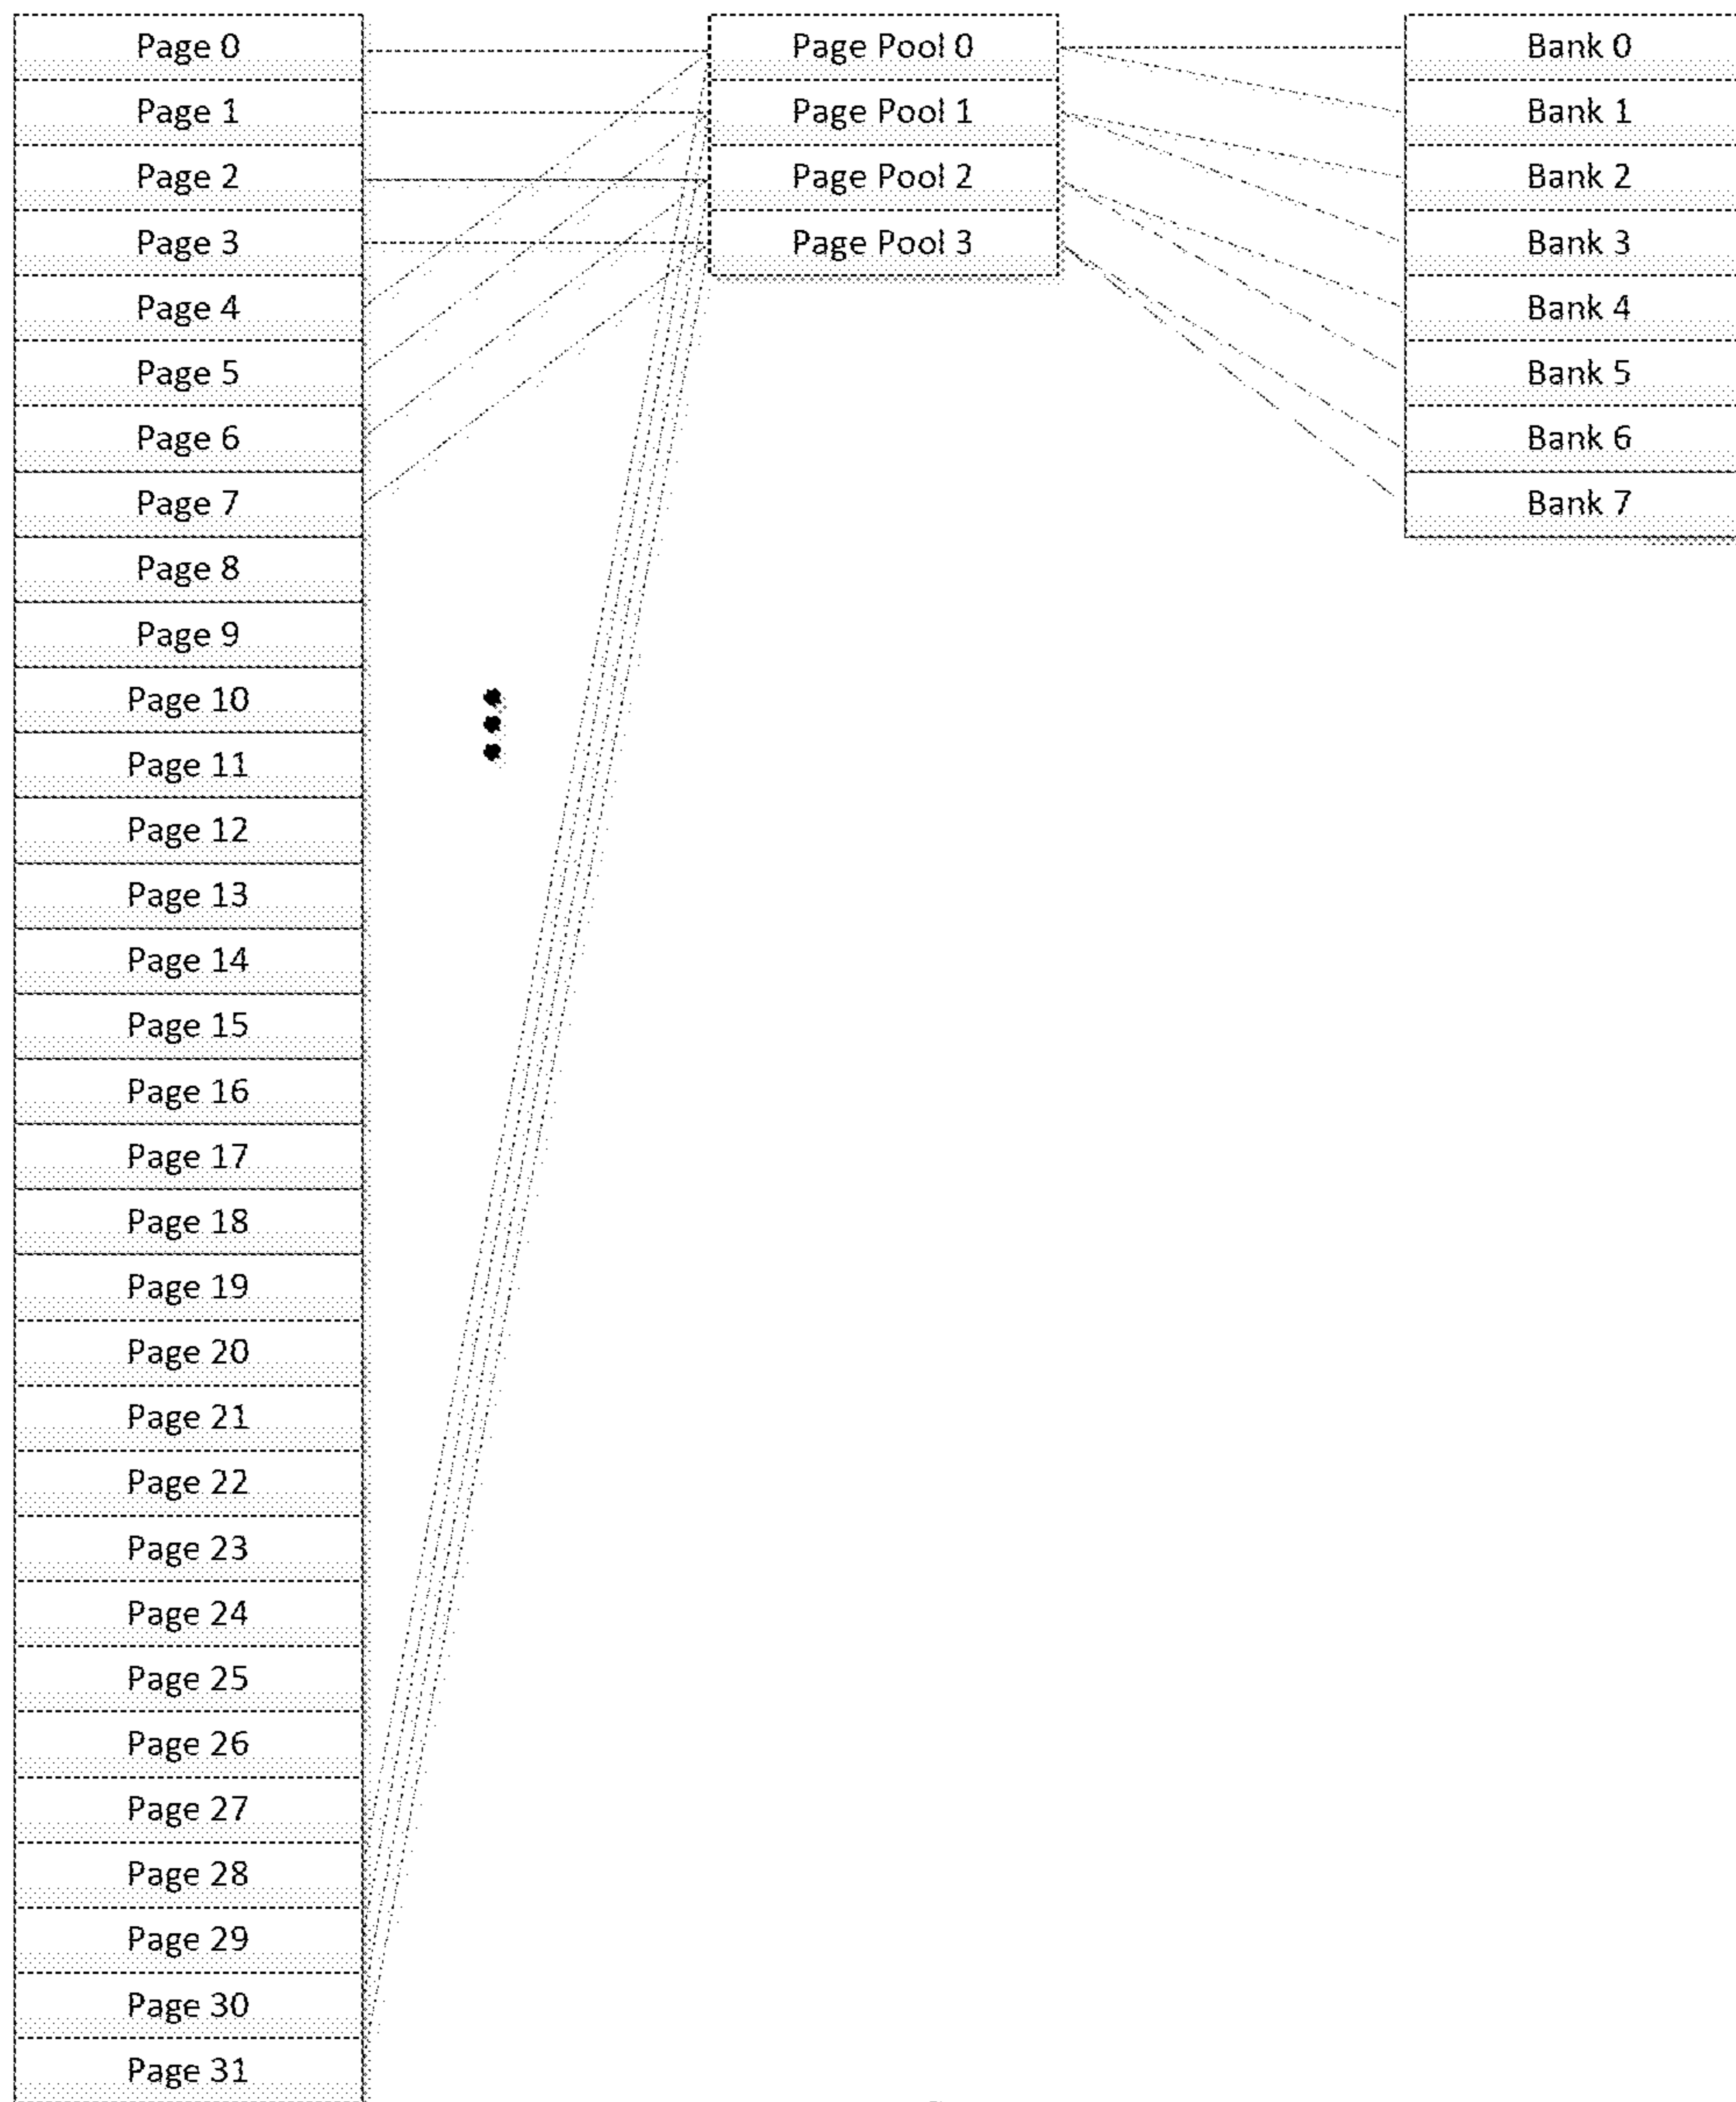 Page 0
Page 1
Page 2
Page 3
Page 4
Page 5
Page 6
Page 7
Page 8
Page 9
Page 10
Page 11
Page 12
Page 13
Page 14
Page 15
Page 16
Page 17
Page 18
Page 19
Page 20
Page 21
Page 22
Page 23
Page 24
Page 25
Page 26
Page 27
Page 28
Page 29
Page 30
Page 31
Page Pool 0
Page Pool 1
Page Pool 2
Page Pool 3
Bank 0
Bank 1
Bank 2
Bank 3
Bank 4
Bank 5
Bank 6
Bank 7